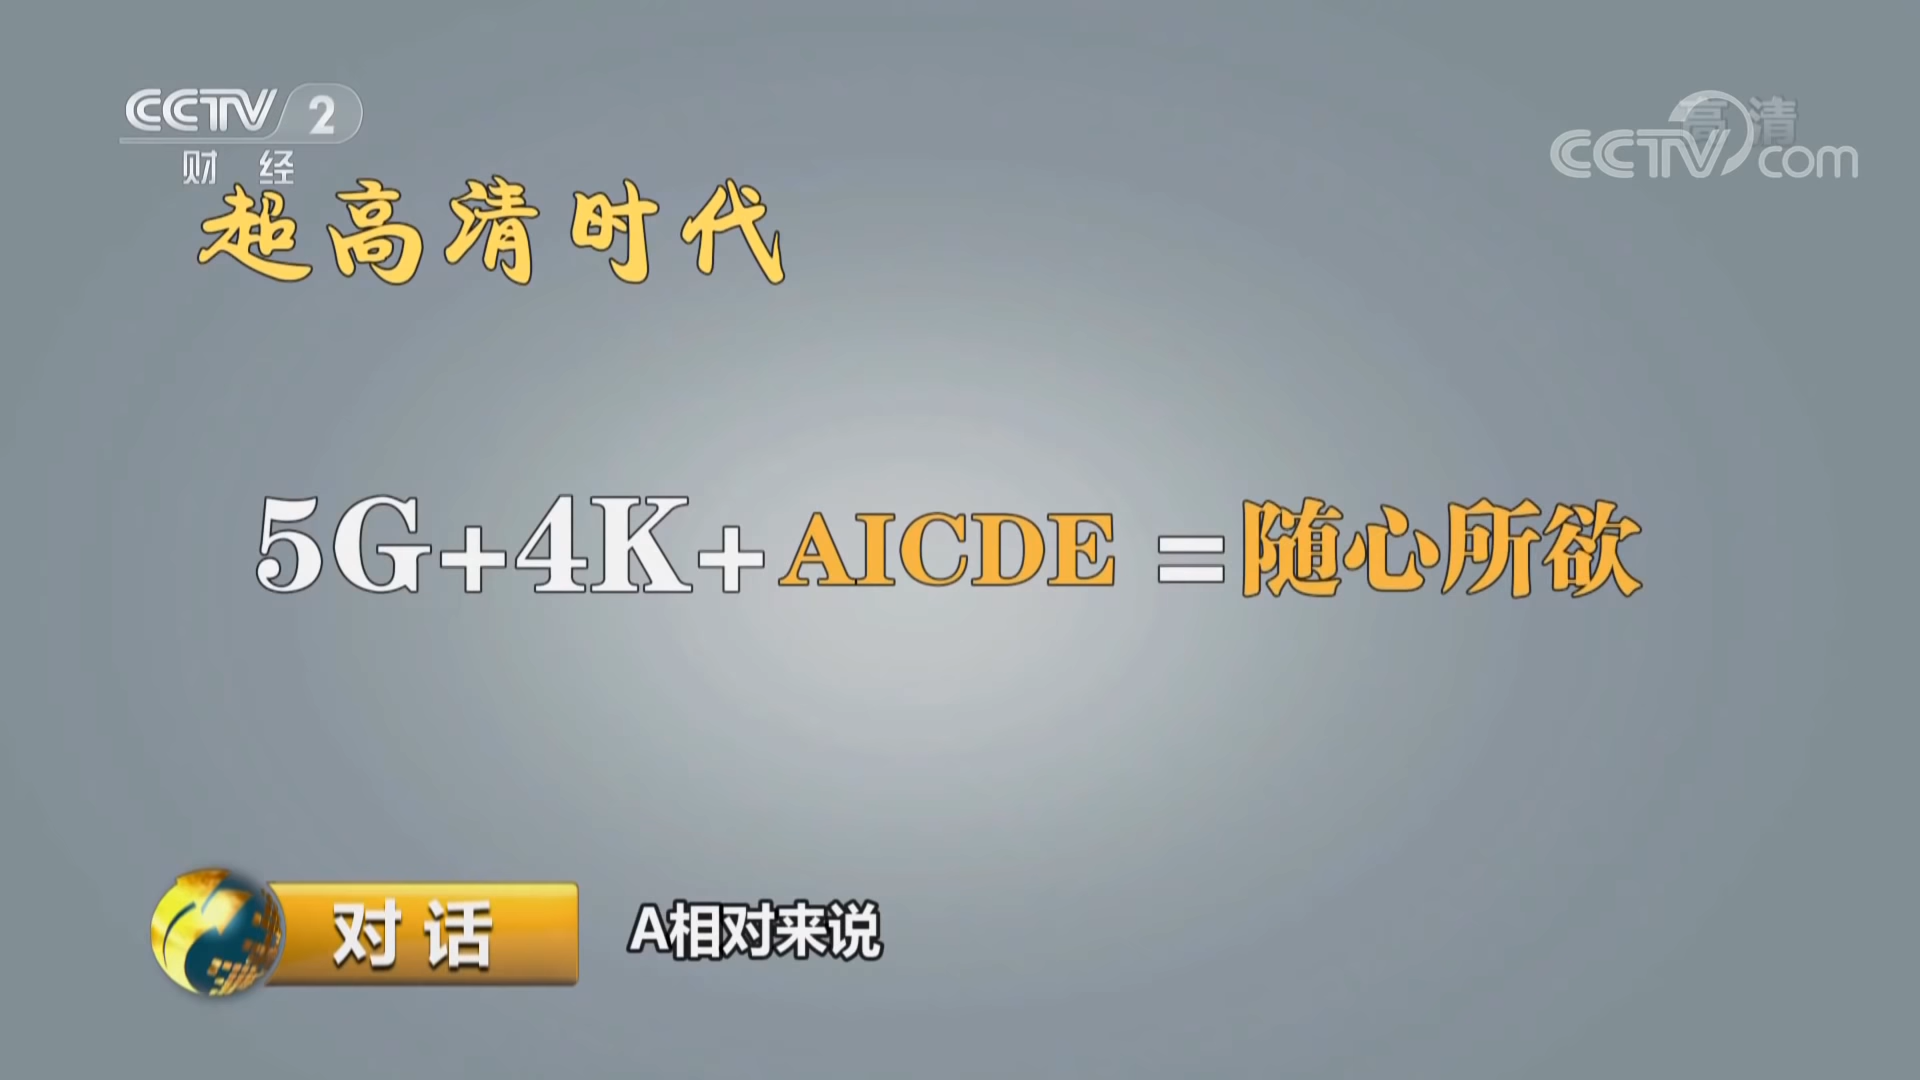 CCTV 2
财经
高清
CCTV.com
超高清时代
5G+4K+AICDE=随心所欲
对话
A相对来说